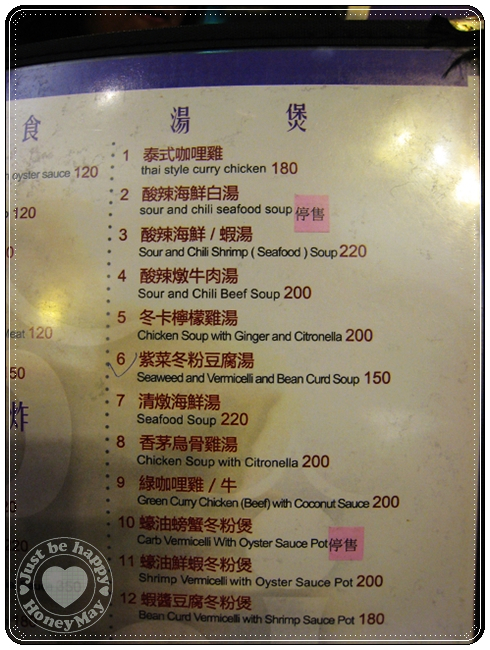 食
湯 煲
oyster sauce 120
120
Meat 120
50
炸
1 泰式咖哩雞
thai style curry chicken 180
2 酸辣海鮮白湯
sour and chili seafood soup 停售
3 酸辣海鮮 / 蝦湯
Sour and Chili Shrimp ( Seafood ) Soup 220
4 酸辣燉牛肉湯
Sour and Chili Beef Soup 200
5 冬卡檸檬雞湯
Chicken Soup with Ginger and Citronella 200
6 紫菜冬粉豆腐湯
Seaweed and Vermicelli and Bean Curd Soup 150
7 清燉海鮮湯
Seafood Soup 220
8 香茅烏骨雞湯
Chicken Soup with Citronella 200
9 綠咖哩雞 / 牛
Green Curry Chicken (Beef) with Coconut Sauce 200
10 蠔油螃蟹冬粉煲
Carb Vermicelli With Oyster Sauce Pot 停售
11 蠔油鮮蝦冬粉煲
Shrimp Vermicelli with Oyster Sauce Pot 200
12 蝦醬豆腐冬粉煲
Bean Curd Vermicelli with Shrimp Sauce Pot 180
Just be happy
HoneyMay